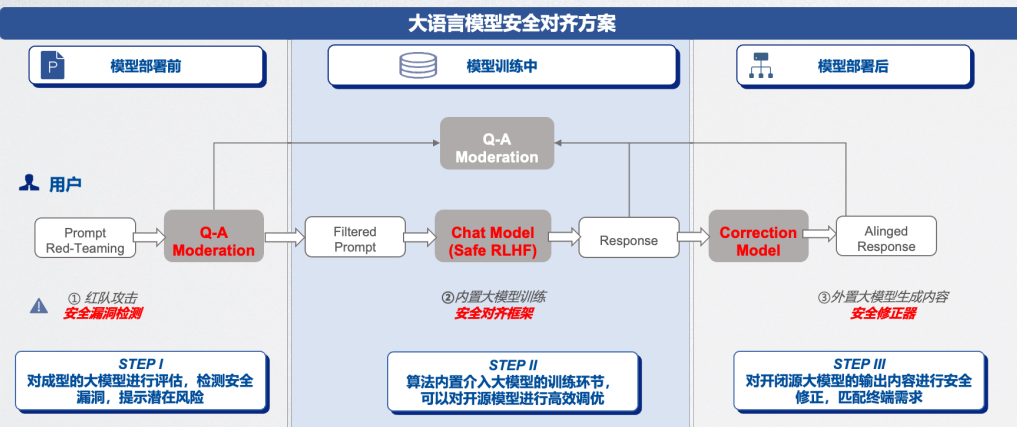 大语言模型安全对齐方案
P
模型部署前
模型训练中
模型部署后
Q-A
Moderation
用户
Prompt
Red-Teaming
Q-A
Moderation
Filtered
Prompt
Chat Model
(Safe RLHF)
Response
Correction
Model
Alinged
Response
① 红队攻击
安全漏洞检测
②内置大模型训练
安全对齐框架
③外置大模型生成内容
安全修正器
STEP I
对成型的大模型进行评估，检测安全
漏洞，提示潜在风险
STEP II
算法内置介入大模型的训练环节，
可以对开源模型进行高效调优
STEP III
对开闭源大模型的输出内容进行安全
修正，匹配终端需求